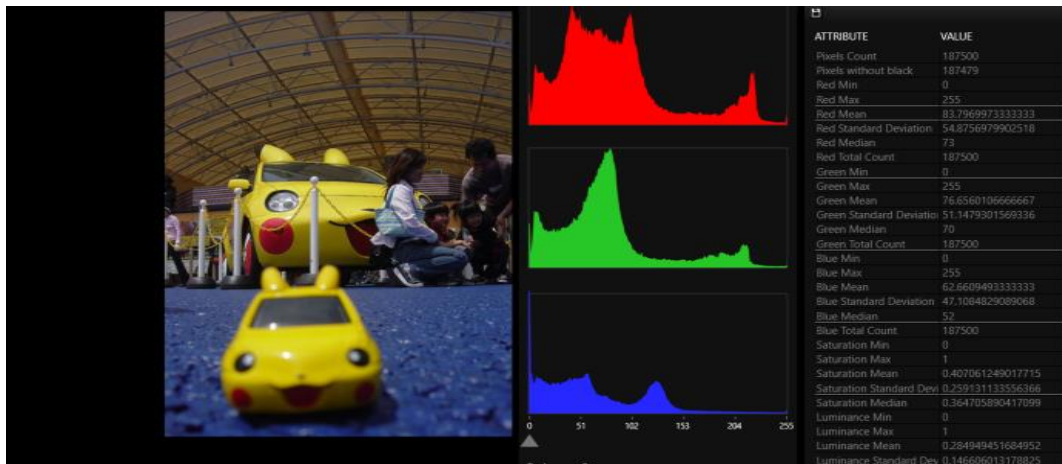 0
51
102
153
204
255
ATTRIBUTE VALUE
Pixels Count 187500
Pixels without black 187479
Red Min 0
Red Max 255
Red Mean 83.7969973333333
Red Standard Deviation 54.8756979902518
Red Median 73
Red Total Count 187500
Green Min 0
Green Max 255
Green Mean 76.6560106666667
Green Standard Deviatio 51.1479301569336
Green Median 70
Green Total Count 187500
Blue Min 0
Blue Max 255
Blue Mean 62.6609493333333
Blue Standard Deviation 47.1084829089068
Blue Median 52
Blue Total Count 187500
Saturation Min 0
Saturation Max 1
Saturation Mean 0.407061249017715
Saturation Standard Devi 0.259131133556366
Saturation Median 0.364705890417099
Luminance Min 0
Luminance Max 1
Luminance Mean 0.284949451684952
Luminance Standard Dev 0.146606013178825